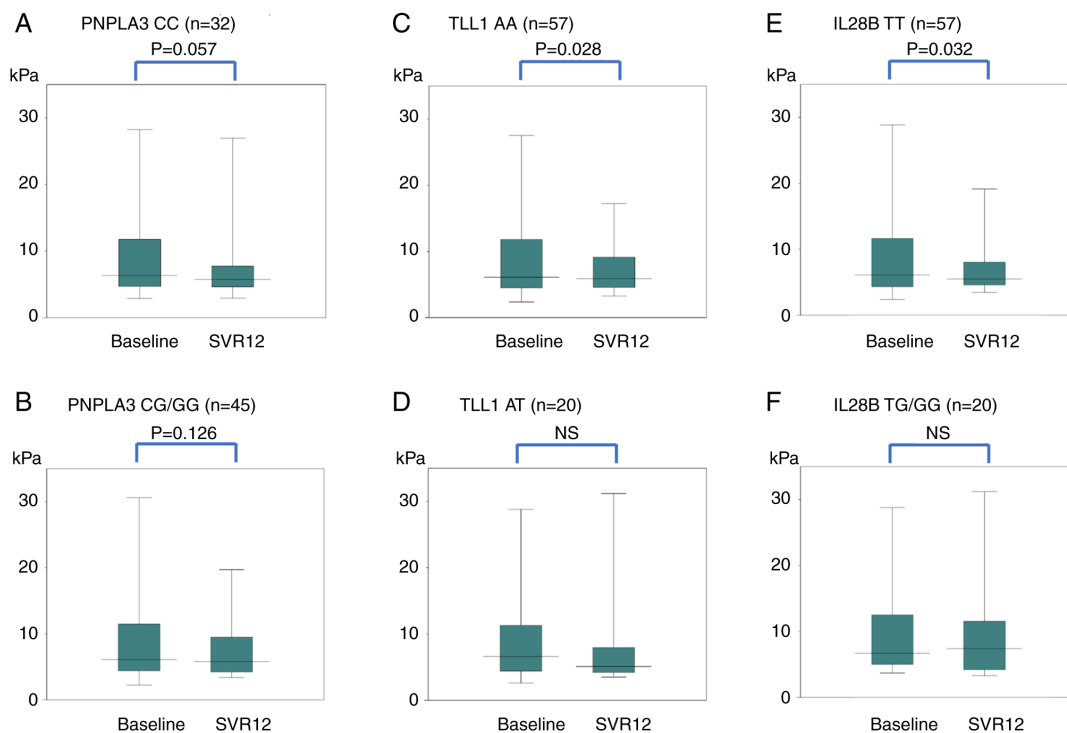 A PNPLA3 CC (n=32)
P=0.057
kPa
30
20
10
0
Baseline SVR12
C TLL1 AA (n=57)
P=0.028
kPa
30
20
10
0
Baseline SVR12
E IL28B TT (n=57)
P=0.032
kPa
30
20
10
0
Baseline SVR12
B PNPLA3 CG/GG (n=45)
P=0.126
kPa
30
20
10
0
Baseline SVR12
D TLL1 AT (n=20)
NS
kPa
30
20
10
0
Baseline SVR12
F IL28B TG/GG (n=20)
NS
kPa
30
20
10
0
Baseline SVR12